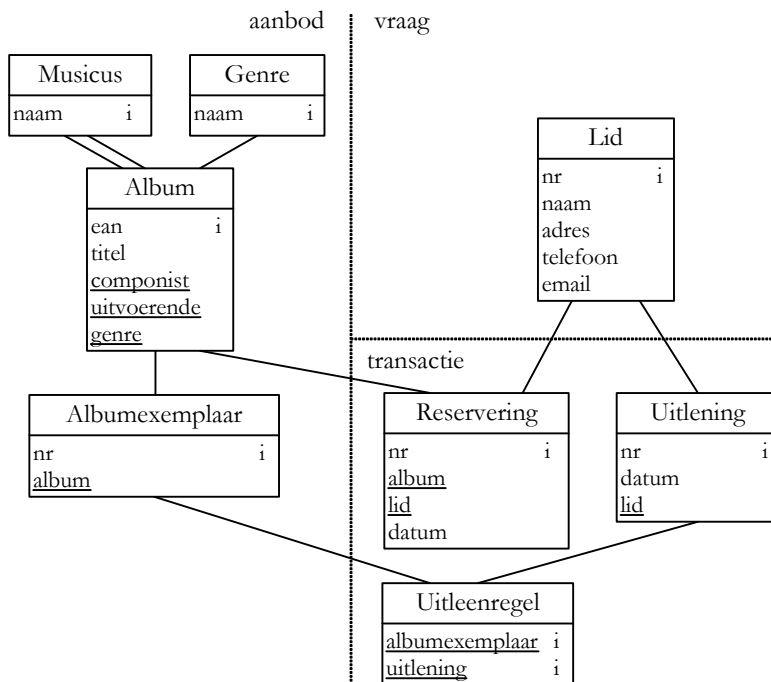 aanbod
vraag
Musicus
naam i
Genre
naam i
Lid
nr i
naam
adres
telefoon
email
Album
ean i
titel
componist
uitvoerende
genre
transactie
Albumexemplaar
nr i
album
Reservering
nr i
album
lid
datum
Uitlening
nr i
datum
lid
Uitleenregel
albumexemplaar i
uitlening i